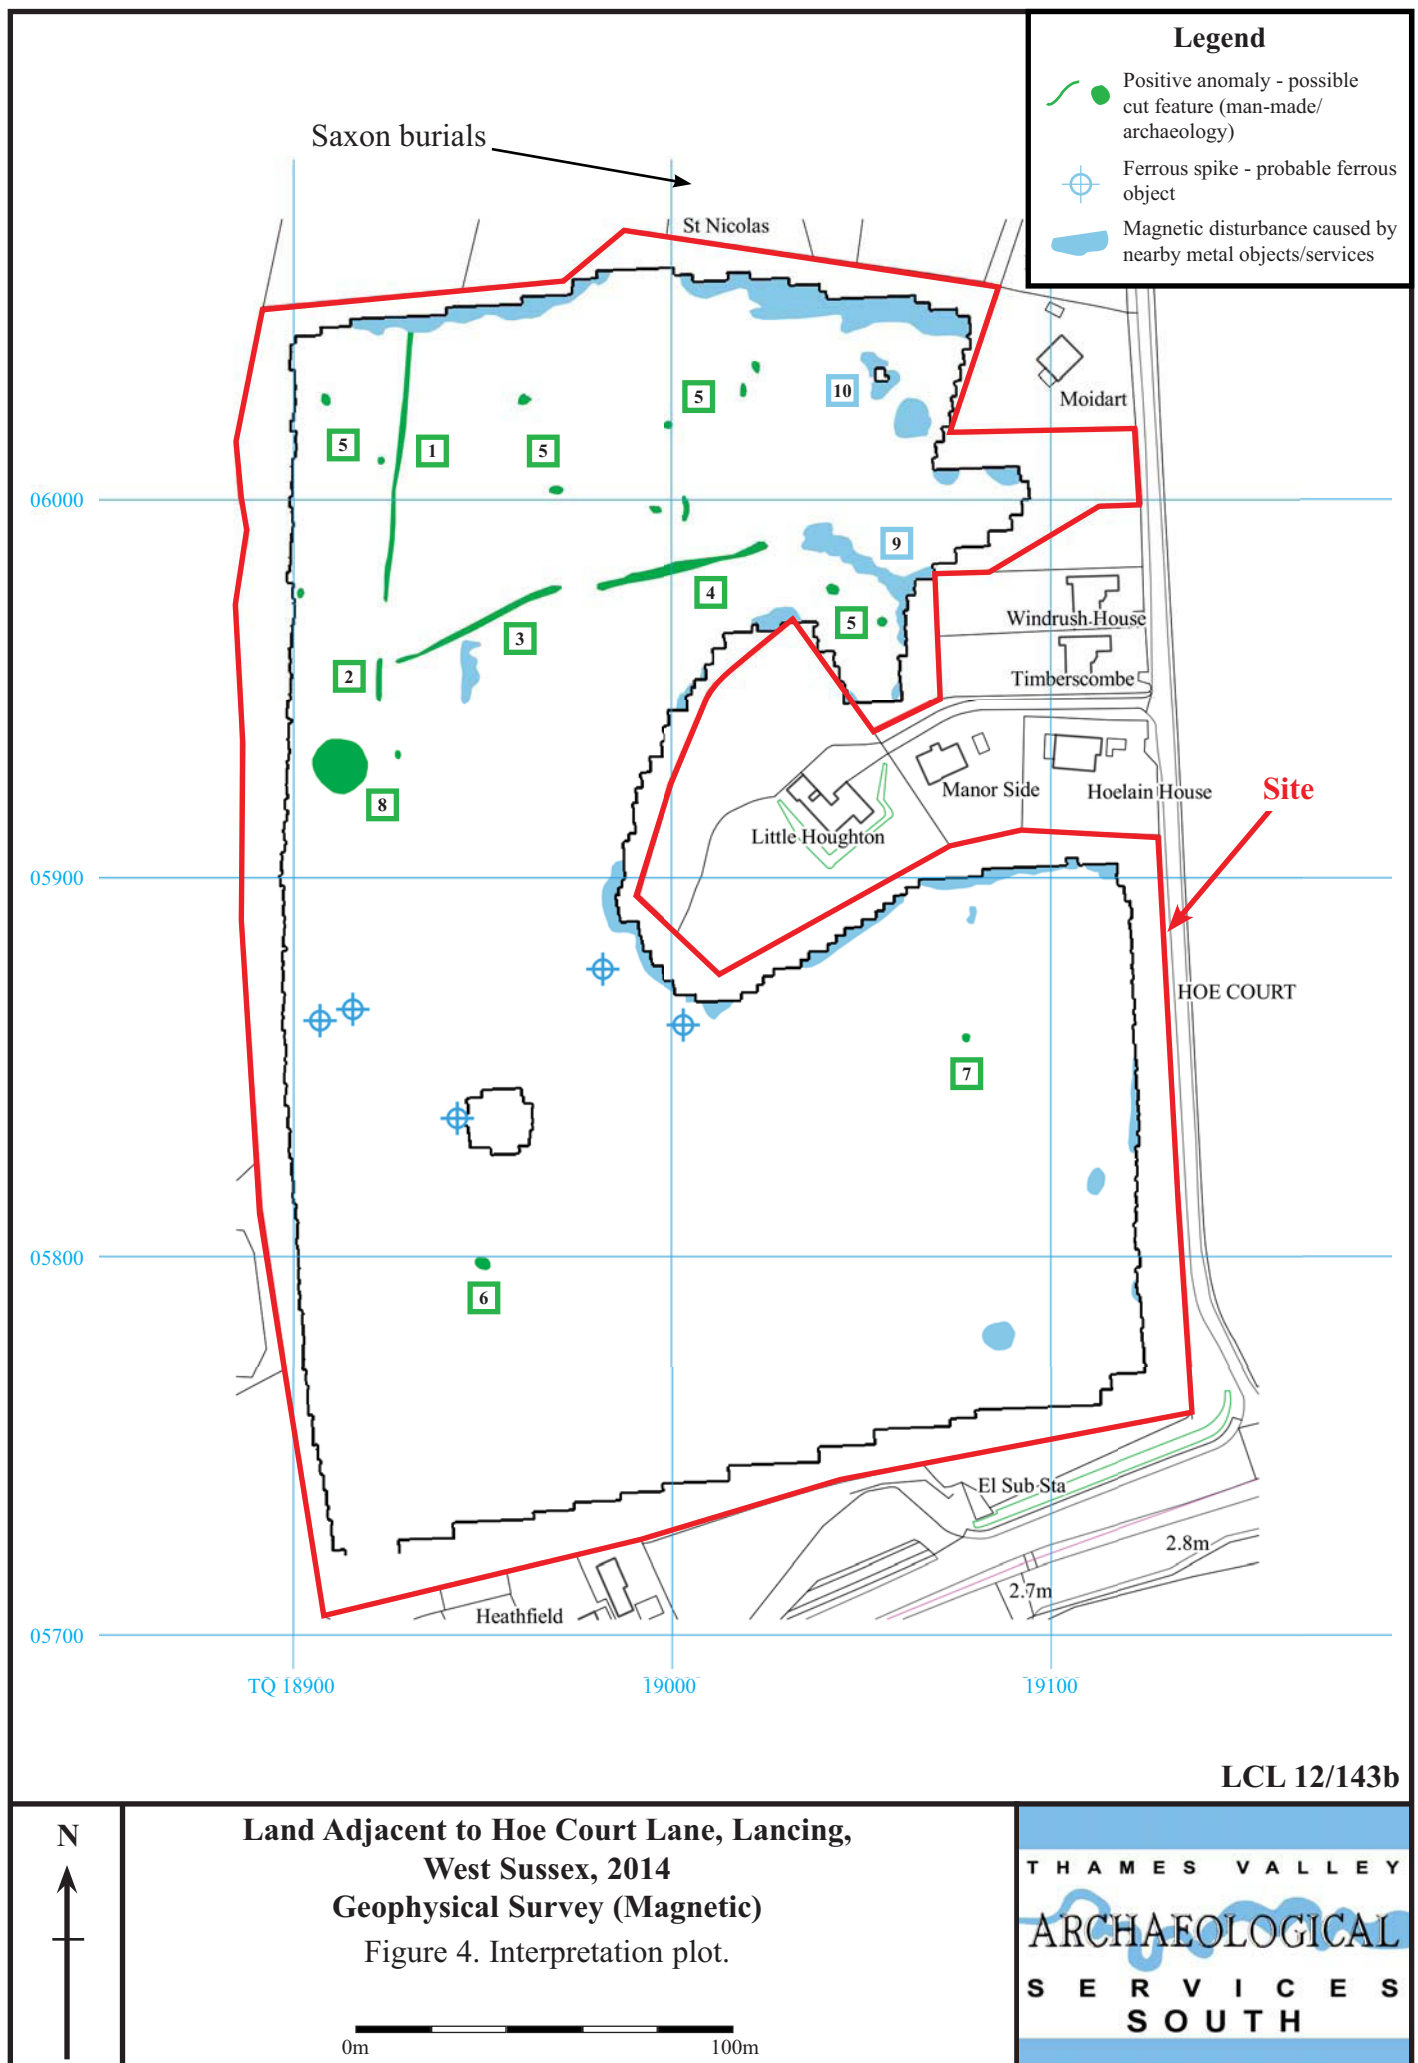 Legend
Positive anomaly - possible
cut feature (man-made/
archaeology)
Ferrous spike - probable ferrous
object
Magnetic disturbance caused by
nearby metal objects/services
Saxon burials
St Nicolas
Moidart
10
5
5
1
5
06000
9
4
5
3
2
Windrush House
Timberscombe
8
Manor Side
Hoelain House
Site
Little Houghton
05900
HOE COURT
7
05800
6
El Sub Sta
2.8m
2.7m
Heathfield
05700
TQ 18900
19000
19100
LCL 12/143b
N
Land Adjacent to Hoe Court Lane, Lancing,
West Sussex, 2014
Geophysical Survey (Magnetic)
Figure 4. Interpretation plot.
0m
100m
THAMES VALLEY
ARCHAEOLOGICAL
SERVICES
SOUTH